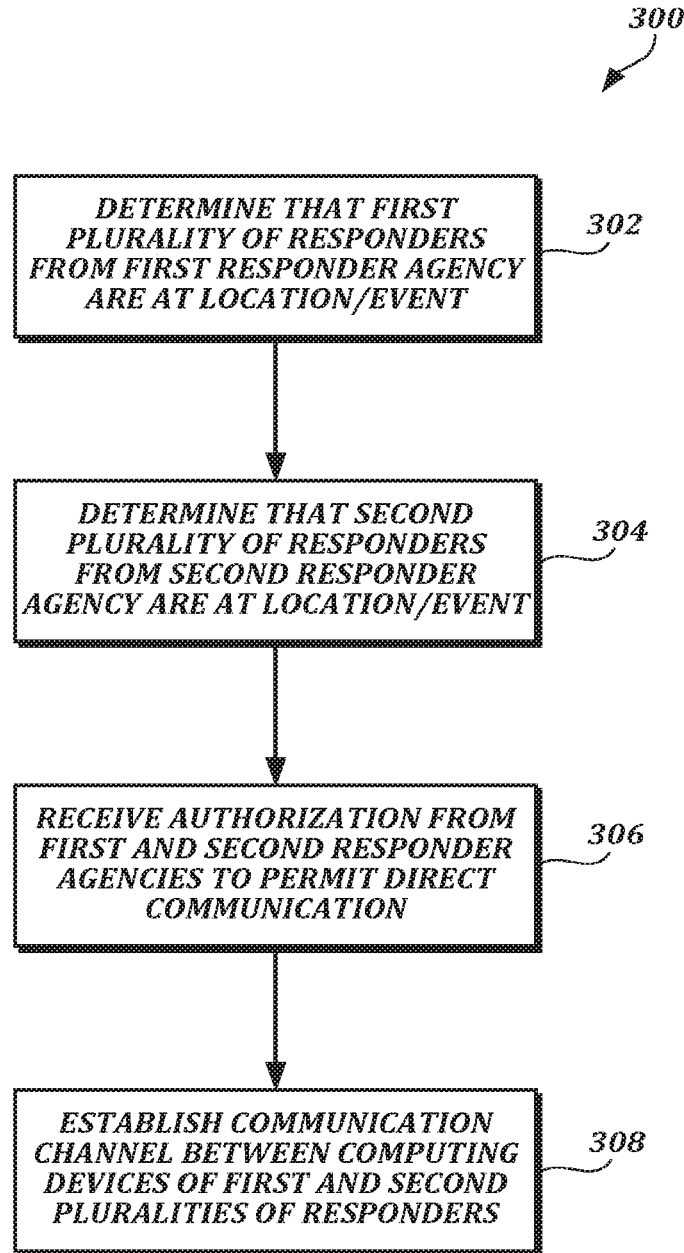 300
DETERMINE THAT FIRST
PLURALITY OF RESPONDERS
FROM FIRST RESPONDER AGENCY
ARE AT LOCATION/EVENT
302
DETERMINE THAT SECOND
PLURALITY OF RESPONDERS
FROM SECOND RESPONDER
AGENCY ARE AT LOCATION/EVENT
304
RECEIVE AUTHORIZATION FROM
FIRST AND SECOND RESPONDER
AGENCIES TO PERMIT DIRECT
COMMUNICATION
306
ESTABLISH COMMUNICATION
CHANNEL BETWEEN COMPUTING
DEVICES OF FIRST AND SECOND
PLURALITIES OF RESPONDERS
308